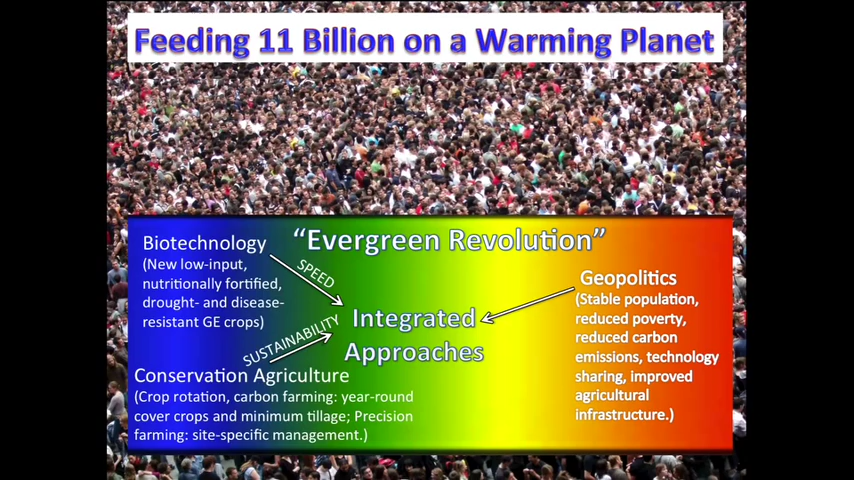 Feeding 11 Billion on a Warming Planet
“Evergreen Revolution”
Biotechnology
(New low-input,
nutritionally fortified,
drought- and disease-
resistant GE crops)
SPEED
Integrated
Approaches
SUSTAINABILITY
Conservation Agriculture
(Crop rotation, carbon farming: year-round
cover crops and minimum tillage; Precision
farming: site-specific management.)
Geopolitics
(Stable population,
reduced poverty,
reduced carbon
emissions, technology
sharing, improved
agricultural
infrastructure.)